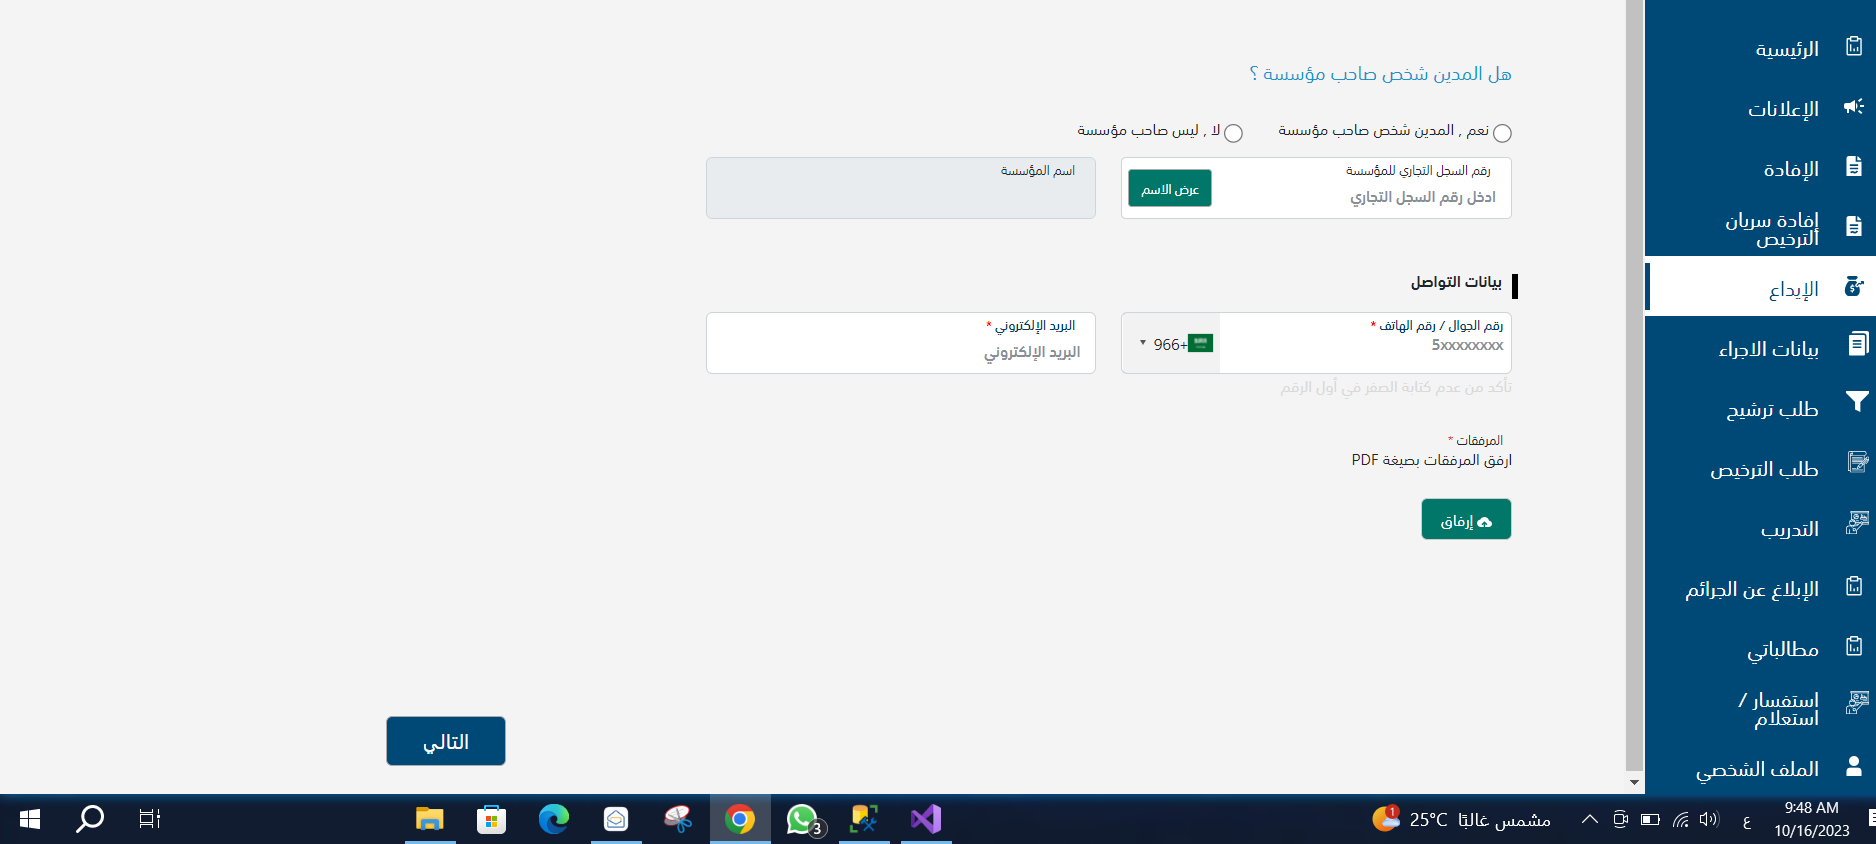 الرئيسية
الإعلانات
الإفادة
إفادة سريان
الترخيص
الإيداع
بيانات الاجراء
طلب ترشيح
طلب الترخيص
التدريب
الإبلاغ عن الجرائم
مطالباتي
استفسار /
استعلام
الملف الشخصي
هل المدين شخص صاحب مؤسسة ؟
نعم , المدين شخص صاحب مؤسسة
لا , ليس صاحب مؤسسة
رقم السجل التجاري للمؤسسة
ادخل رقم السجل التجاري
عرض الاسم
اسم المؤسسة
بيانات التواصل
رقم الجوال / رقم الهاتف *
5xxxxxxxx
966+
البريد الإلكتروني *
البريد الإلكتروني
تأكد من عدم كتابة الصفر في أول الرقم
المرفقات *
ارفق المرفقات بصيغة PDF
إرفاق
التالي
3
1
25°C مشمس غالبًا
ع
9:48 AM
10/16/2023